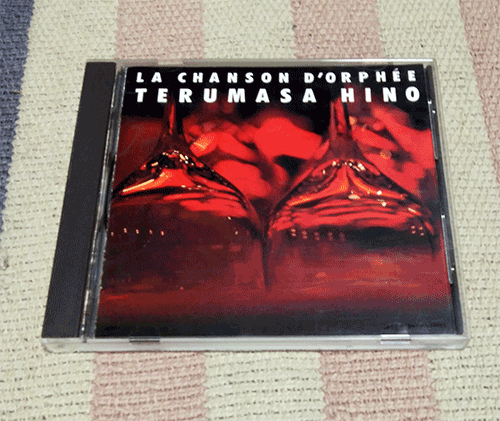 LA CHANSON D'ORPHÉE
TERUMASA HINO